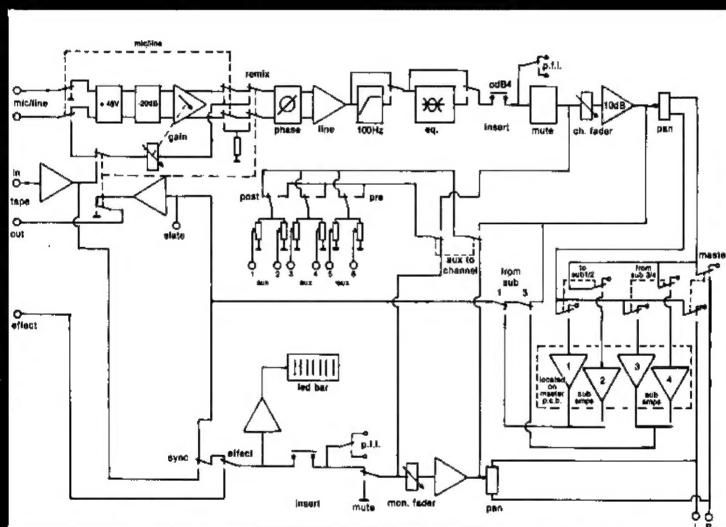 mic/line
remix
p.f.l.
odB4
mic/line
+ 48V
-20dB
gain
phase
line
100Hz
eq.
insert
mute
ch. fader
10dB
pan
in
tape
out
slate
post
pre
1 2 3 4 5 6
aux
aux
aux
aux to
channel
from
sub
1 3
to
sub1/2
from
sub 3/4
master
effect
1 2 3 4
located on
master
p.c.b.
sub
amps
sub
amps
led bar
sync
effect
p.f.l.
insert
mute
mon. fader
pan